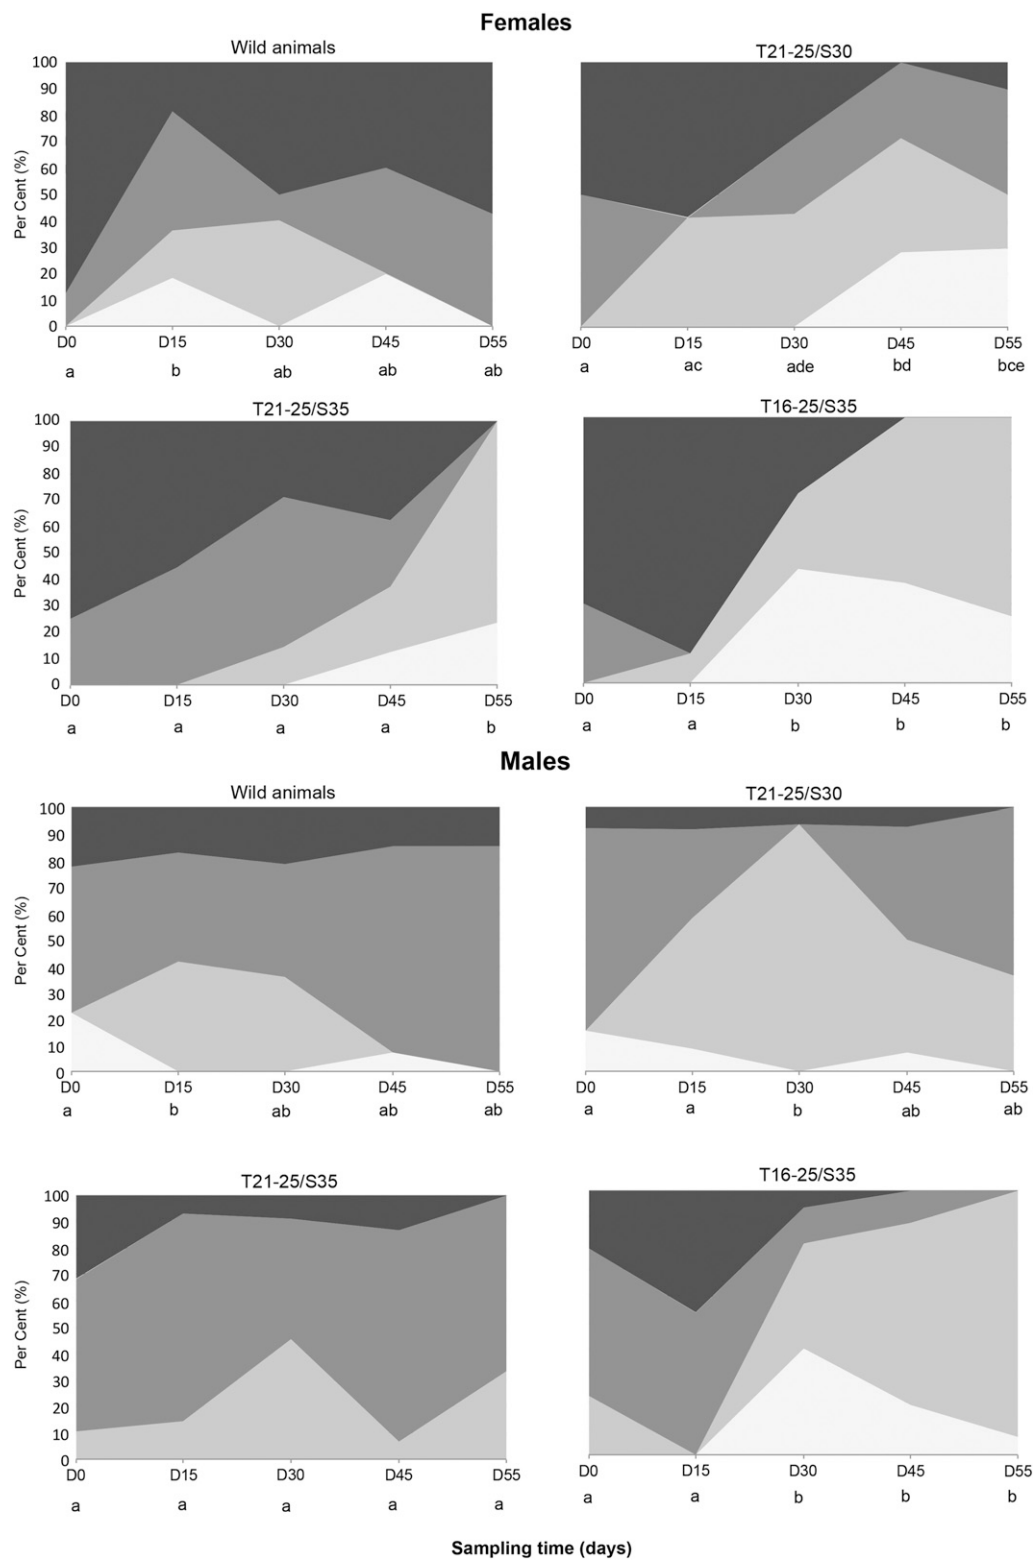 Females
Wild animals
T21-25/S30
Per Cent (%)
100
90
80
70
60
50
40
30
20
10
0
D0 D15 D30 D45 D55
a b ab ab ab
D0 D15 D30 D45 D55
a ac ade bd bce
T21-25/S35
T16-25/S35
Per Cent (%)
100
90
80
70
60
50
40
30
20
10
0
D0 D15 D30 D45 D55
a a a a b
D0 D15 D30 D45 D55
a a b b b
Males
Wild animals
T21-25/S30
Per Cent (%)
100
90
80
70
60
50
40
30
20
10
0
D0 D15 D30 D45 D55
a b ab ab ab
D0 D15 D30 D45 D55
a a b ab ab
T21-25/S35
T16-25/S35
Per Cent (%)
100
90
80
70
60
50
40
30
20
10
0
D0 D15 D30 D45 D55
a a a a a
D0 D15 D30 D45 D55
a a b b b
Sampling time (days)